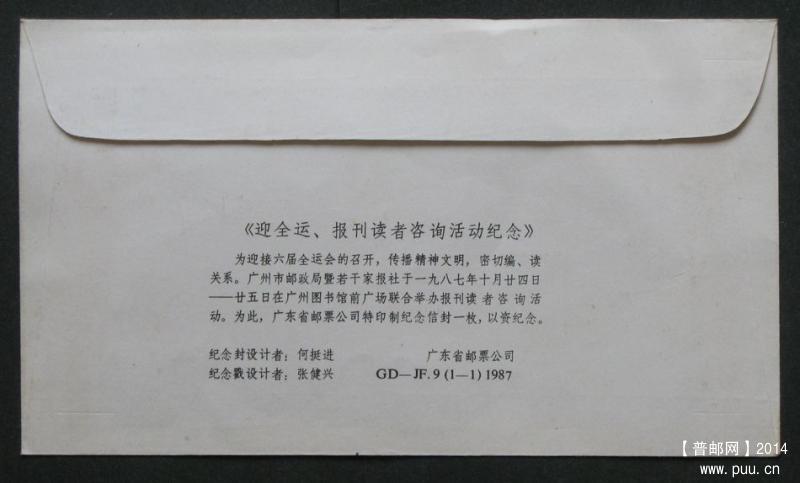 《迎全运、报刊读者咨询活动纪念》
为迎接六届全运会的召开，传播精神文明，密切编、读
关系。广州市邮政局暨若干家报社于一九八七年十月廿四日
——廿五日在广州图书馆前广场联合举办报刊读者咨询活
动。为此，广东省邮票公司特印制纪念信封一枚，以资纪念。
纪念封设计者：何挺进 广东省邮票公司
纪念戳设计者：张健兴 GD—JF.9(1—1)1987
【普邮网】2014
www.puu.cn